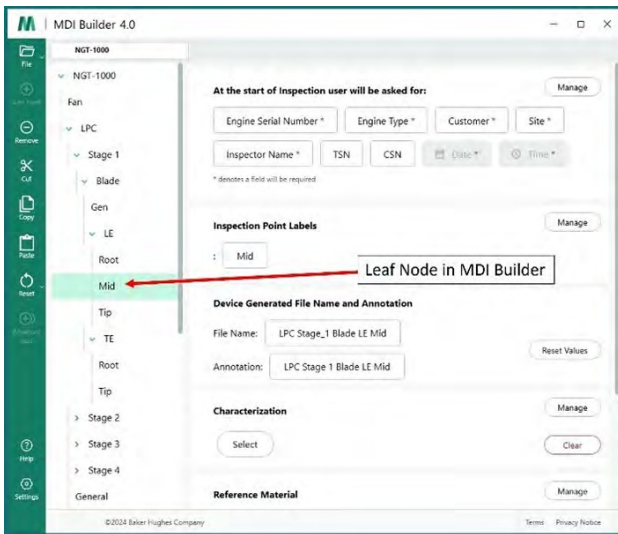 MDI Builder 4.0
File
NGT-1000
NGT-1000
Fan
LPC
Stage 1
Blade
Gen
LE
Root
Mid
Tip
TE
Root
Tip
Stage 2
Stage 3
Stage 4
General
Remove
Cut
Copy
Paste
Reset
Help
Settings
At the start of Inspection user will be asked for:
Manage
Engine Serial Number *
Engine Type *
Customer *
Site *
Inspector Name *
TSN
CSN
Date *
Time *
* denotes a field will be required
Inspection Point Labels
Manage
: Mid
Leaf Node in MDI Builder
Device Generated File Name and Annotation
File Name: LPC Stage_1 Blade LE Mid
Reset Values
Annotation: LPC Stage 1 Blade LE Mid
Characterization
Manage
Select
Clear
Reference Material
Manage
©2024 Baker Hughes Company
Terms Privacy Notice